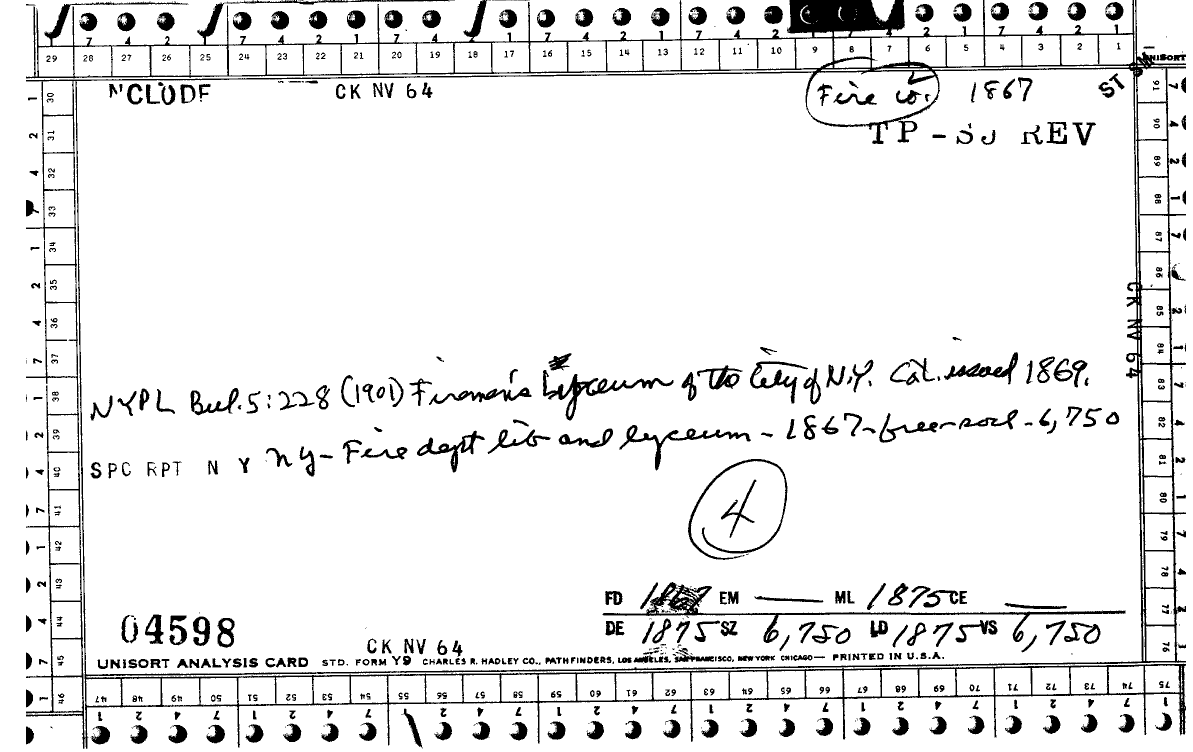 7 4 2 1 7 4 2 1 7 4 2 1 7 4 2 1 7 4 2 1 7 4 2 1
29 28 27 26 25 24 23 22 21 20 19 18 17 16 15 14 13 12 11 10 9 8 7 6 5 4 3 2 1
UNISORT
NCLUDE CK NV 64 Fire co. 1867 ST
TP-SJ REV
CK NV 64
NYPL Bul. 5:228 (1901) Firemen's Lyceum of the City of N.Y. Cat. issued 1869.
SPC RPT N Y NY - Fire dept lib and lyceum - 1867 - free - socl - 6,750
4
FD 1867 EM — ML 1875 CE —
DE 1875 SZ 6,750 LD 1875 VS 6,750
04598 CK NV 64
UNISORT ANALYSIS CARD STD. FORM Y9 CHARLES R. HADLEY CO., PATHFINDERS, LOS ANGELES, SAN FRANCISCO, NEW YORK CHICAGO — PRINTED IN U.S.A.
30 31 32 33 34 35 36 37 38 39 40 41 42 43 44 45 46
47 48 49 50 51 52 53 54 55 56 57 58 59 60 61 62 63 64 65 66 67 68 69 70 71 72 73 74 75
76 77 78 79 80 81 82 83 84 85 86 87 88 89 90 91